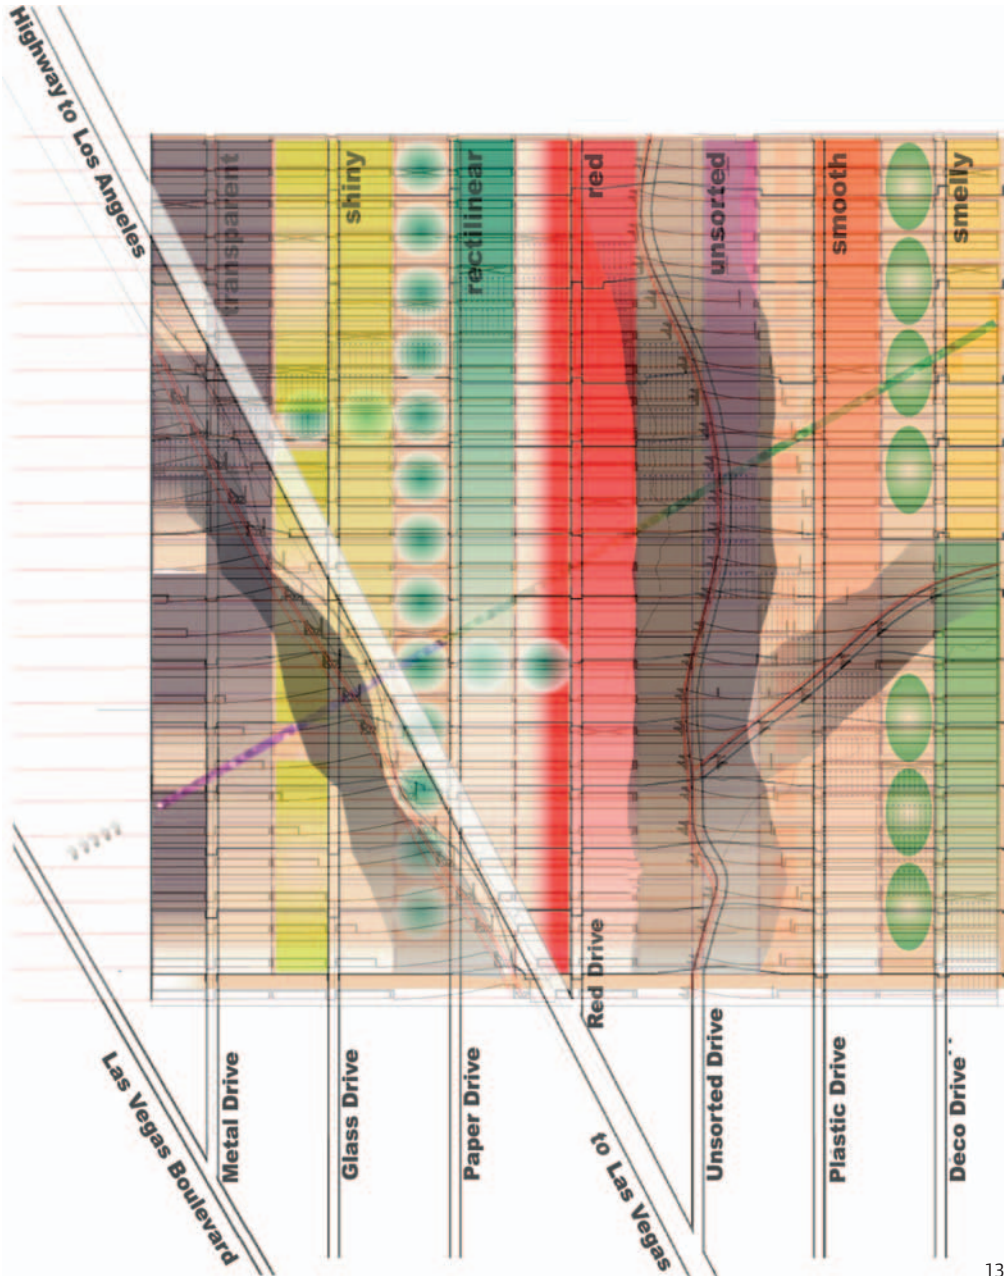 Highway to Los Angeles
transparent
shiny
rectilinear
red
unsorted
smooth
smelly
Metal Drive
Glass Drive
Paper Drive
Red Drive
Unsorted Drive
Plastic Drive
Deco Drive
Las Vegas Boulevard
to Las Vegas
?????
13